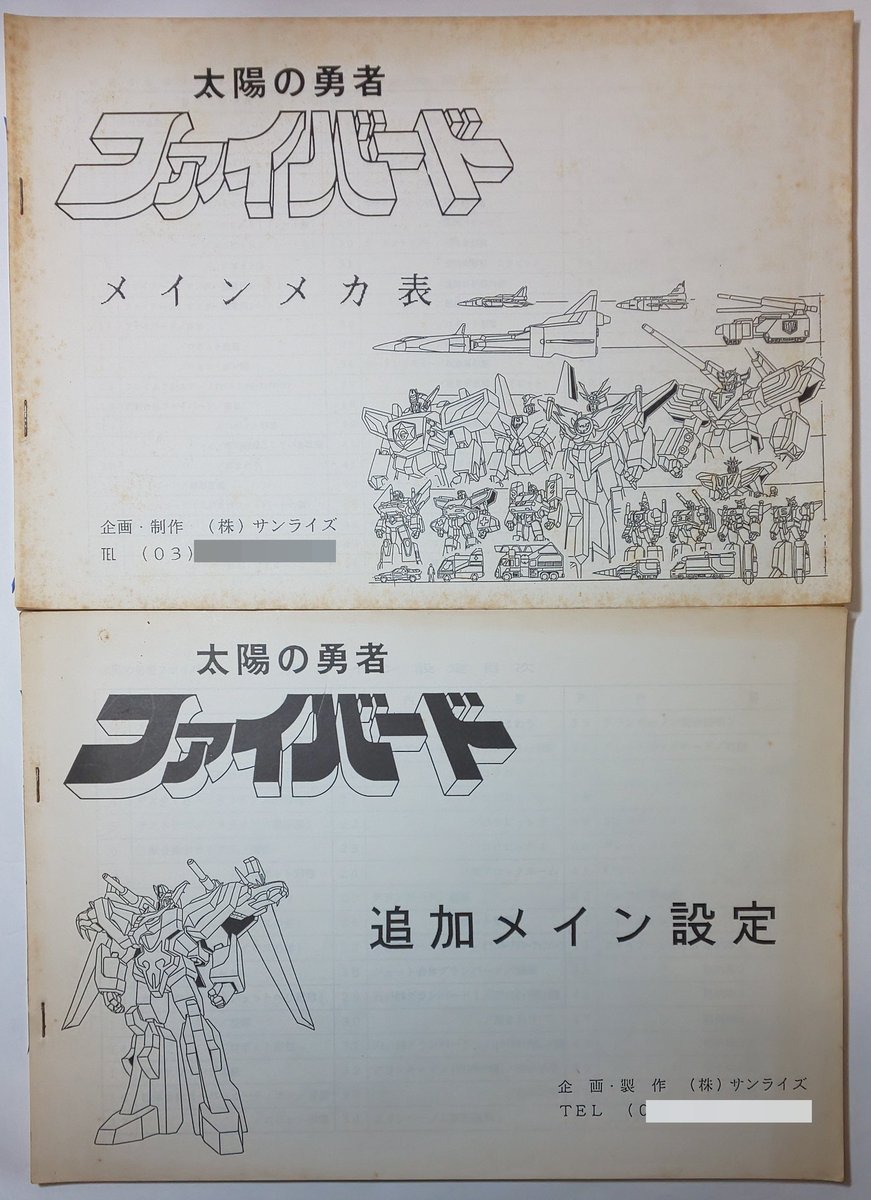 太陽の勇者
ファイバード
メインメカ表
企画・制作 (株)サンライズ
TEL (03)
太陽の勇者
ファイバード
追加メイン設定
企画・製作 (株)サンライズ
TEL (0